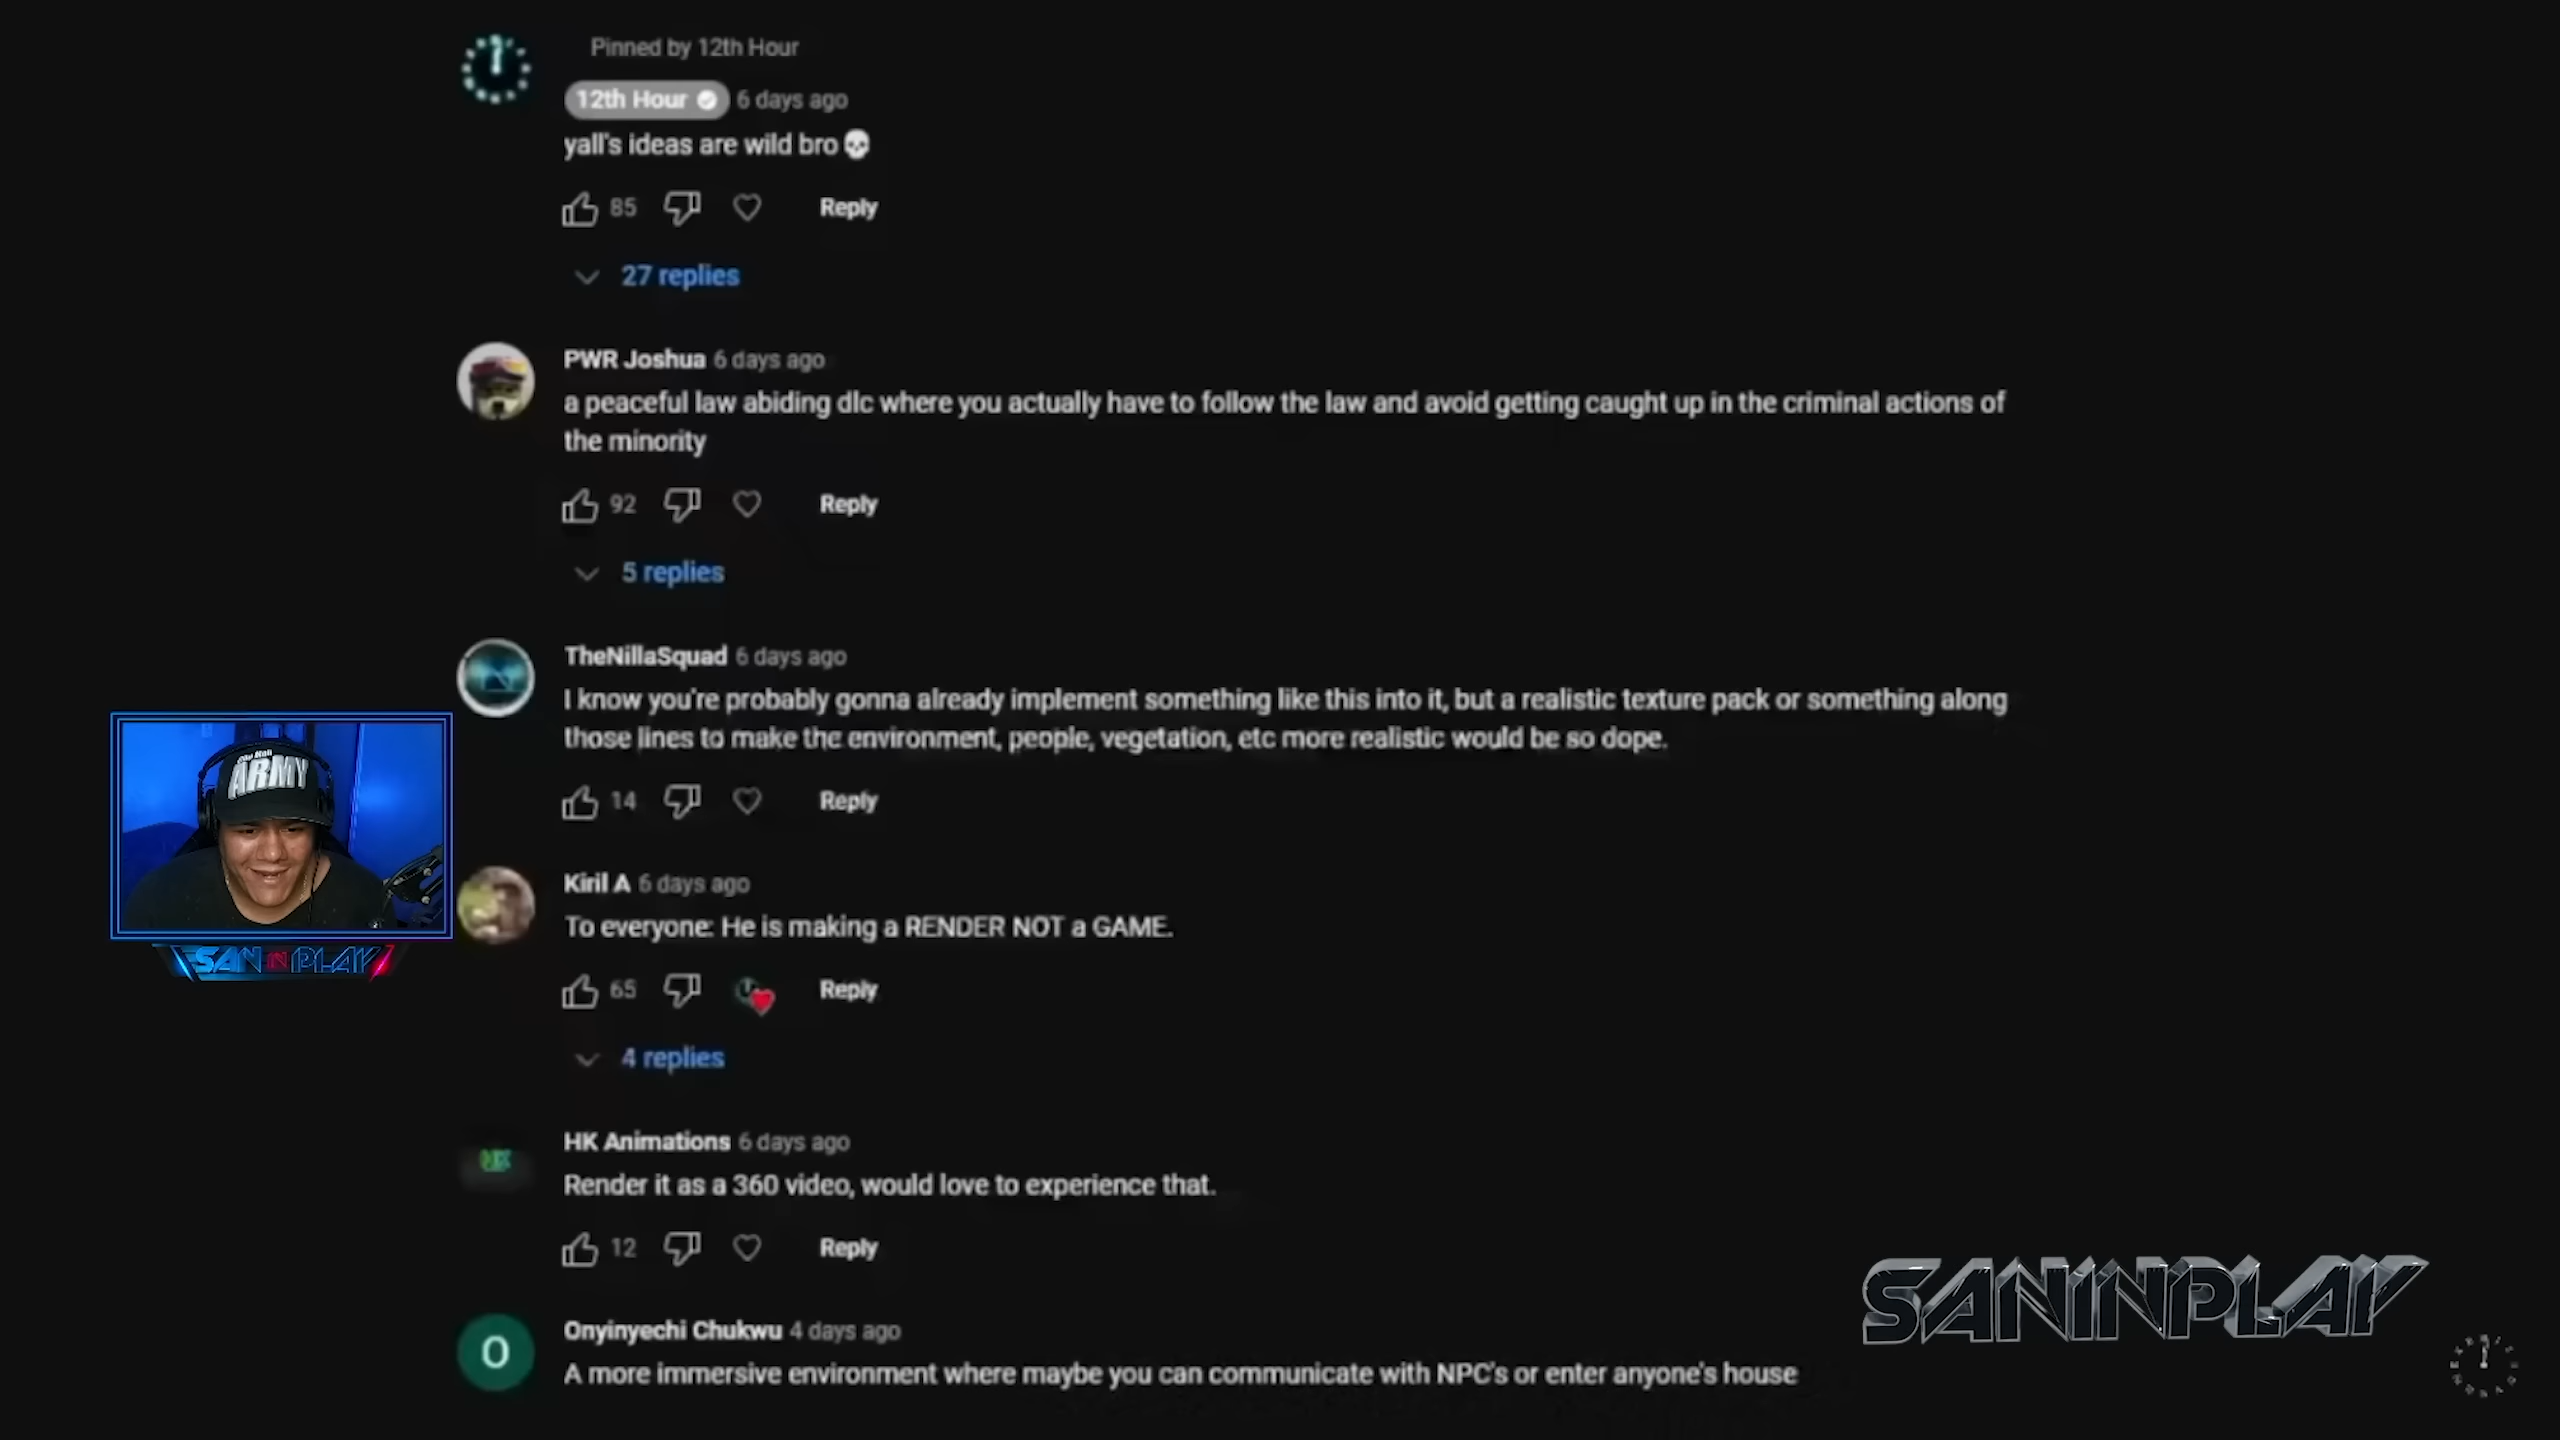 Pinned by 12th Hour
12th Hour 6 days ago
yall's ideas are wild bro💀
85 Reply
27 replies
PWR Joshua 6 days ago
a peaceful law abiding dlc where you actually have to follow the law and avoid getting caught up in the criminal actions of
the minority
92 Reply
5 replies
TheNillaSquad 6 days ago
I know you're probably gonna already implement something like this into it, but a realistic texture pack or something along
those lines to make the environment, people, vegetation, etc more realistic would be so dope.
14 Reply
ARMY
SANINPLAY
Kiril A 6 days ago
To everyone: He is making a RENDER NOT a GAME.
65 Reply
4 replies
HK Animations 6 days ago
Render it as a 360 video, would love to experience that.
12 Reply
O
Onyinyechi Chukwu 4 days ago
A more immersive environment where maybe you can communicate with NPC's or enter anyone's house
SANINPLAY